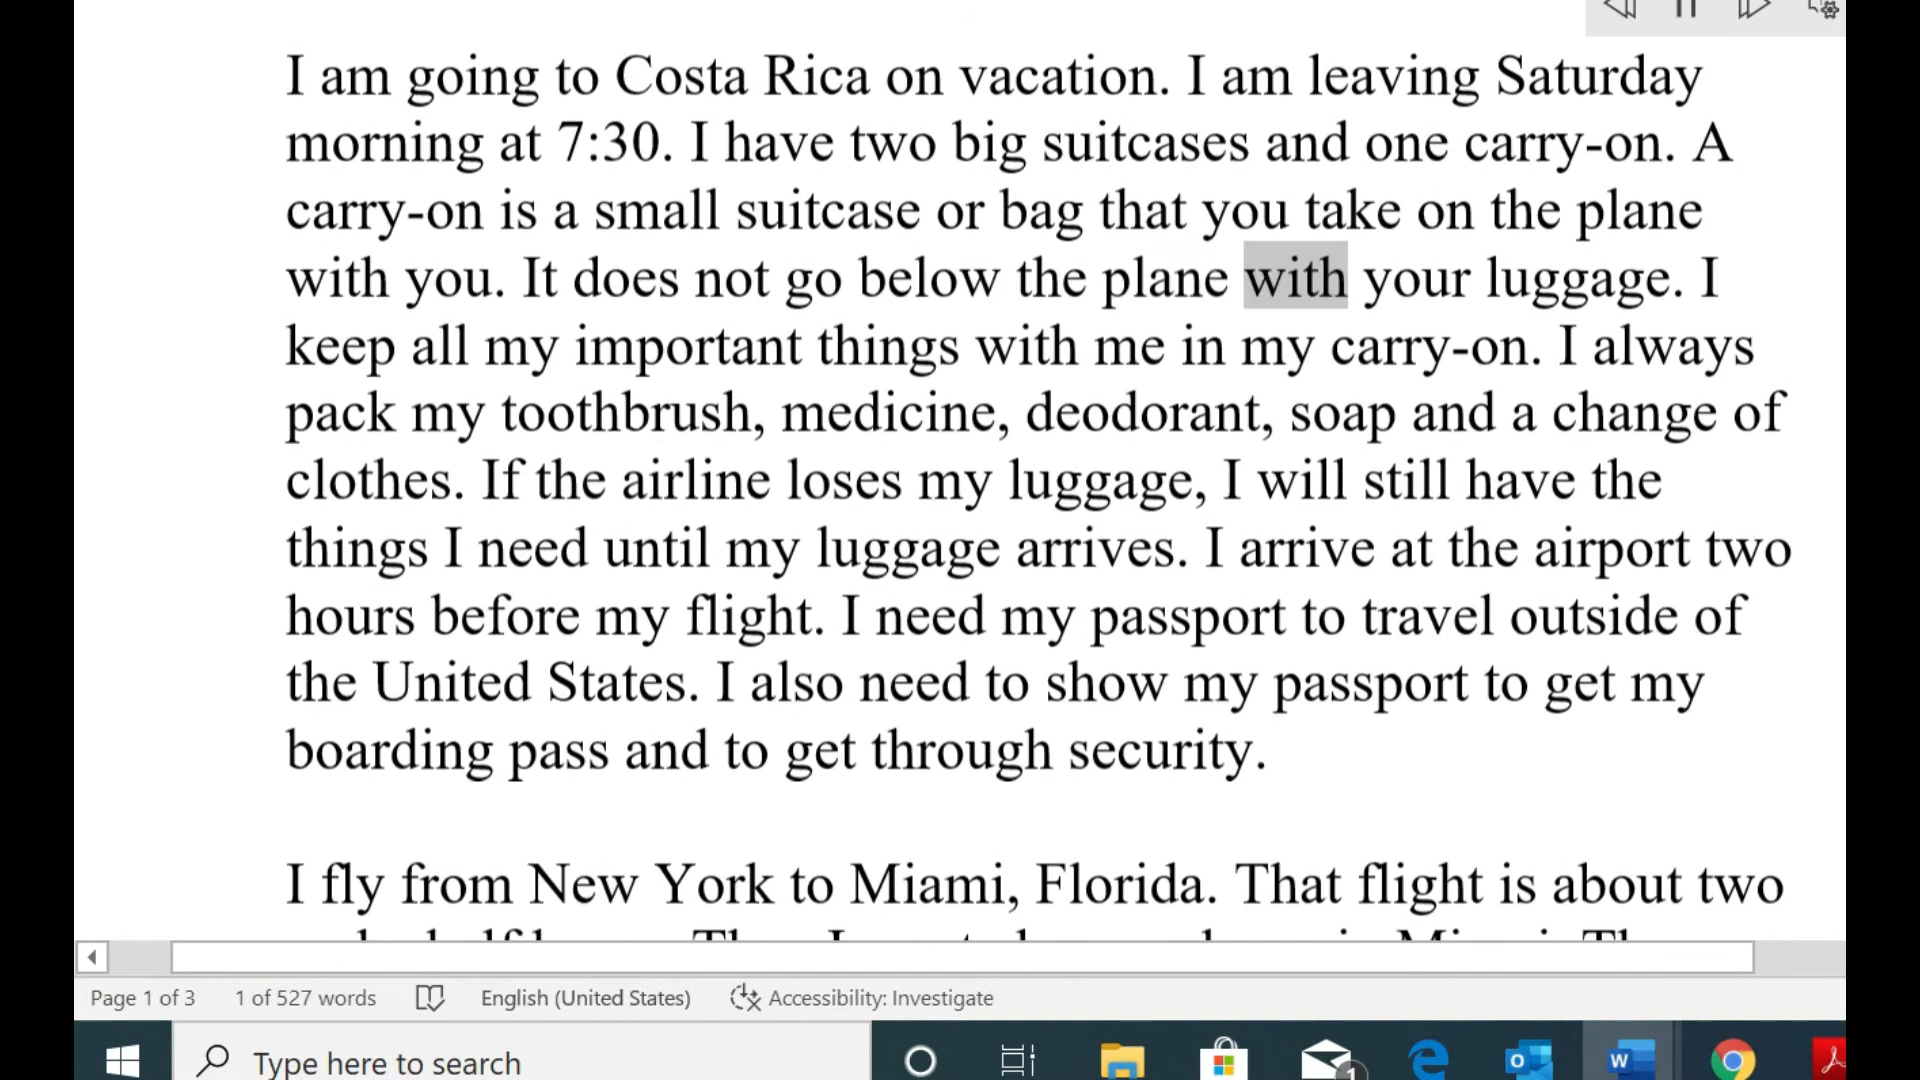 I am going to Costa Rica on vacation. I am leaving Saturday
morning at 7:30. I have two big suitcases and one carry-on. A
carry-on is a small suitcase or bag that you take on the plane
with you. It does not go below the plane with your luggage. I
keep all my important things with me in my carry-on. I always
pack my toothbrush, medicine, deodorant, soap and a change of
clothes. If the airline loses my luggage, I will still have the
things I need until my luggage arrives. I arrive at the airport two
hours before my flight. I need my passport to travel outside of
the United States. I also need to show my passport to get my
boarding pass and to get through security.
I fly from New York to Miami, Florida. That flight is about two
Page 1 of 3 1 of 527 words English (United States) Accessibility: Investigate
Type here to search 1 O W